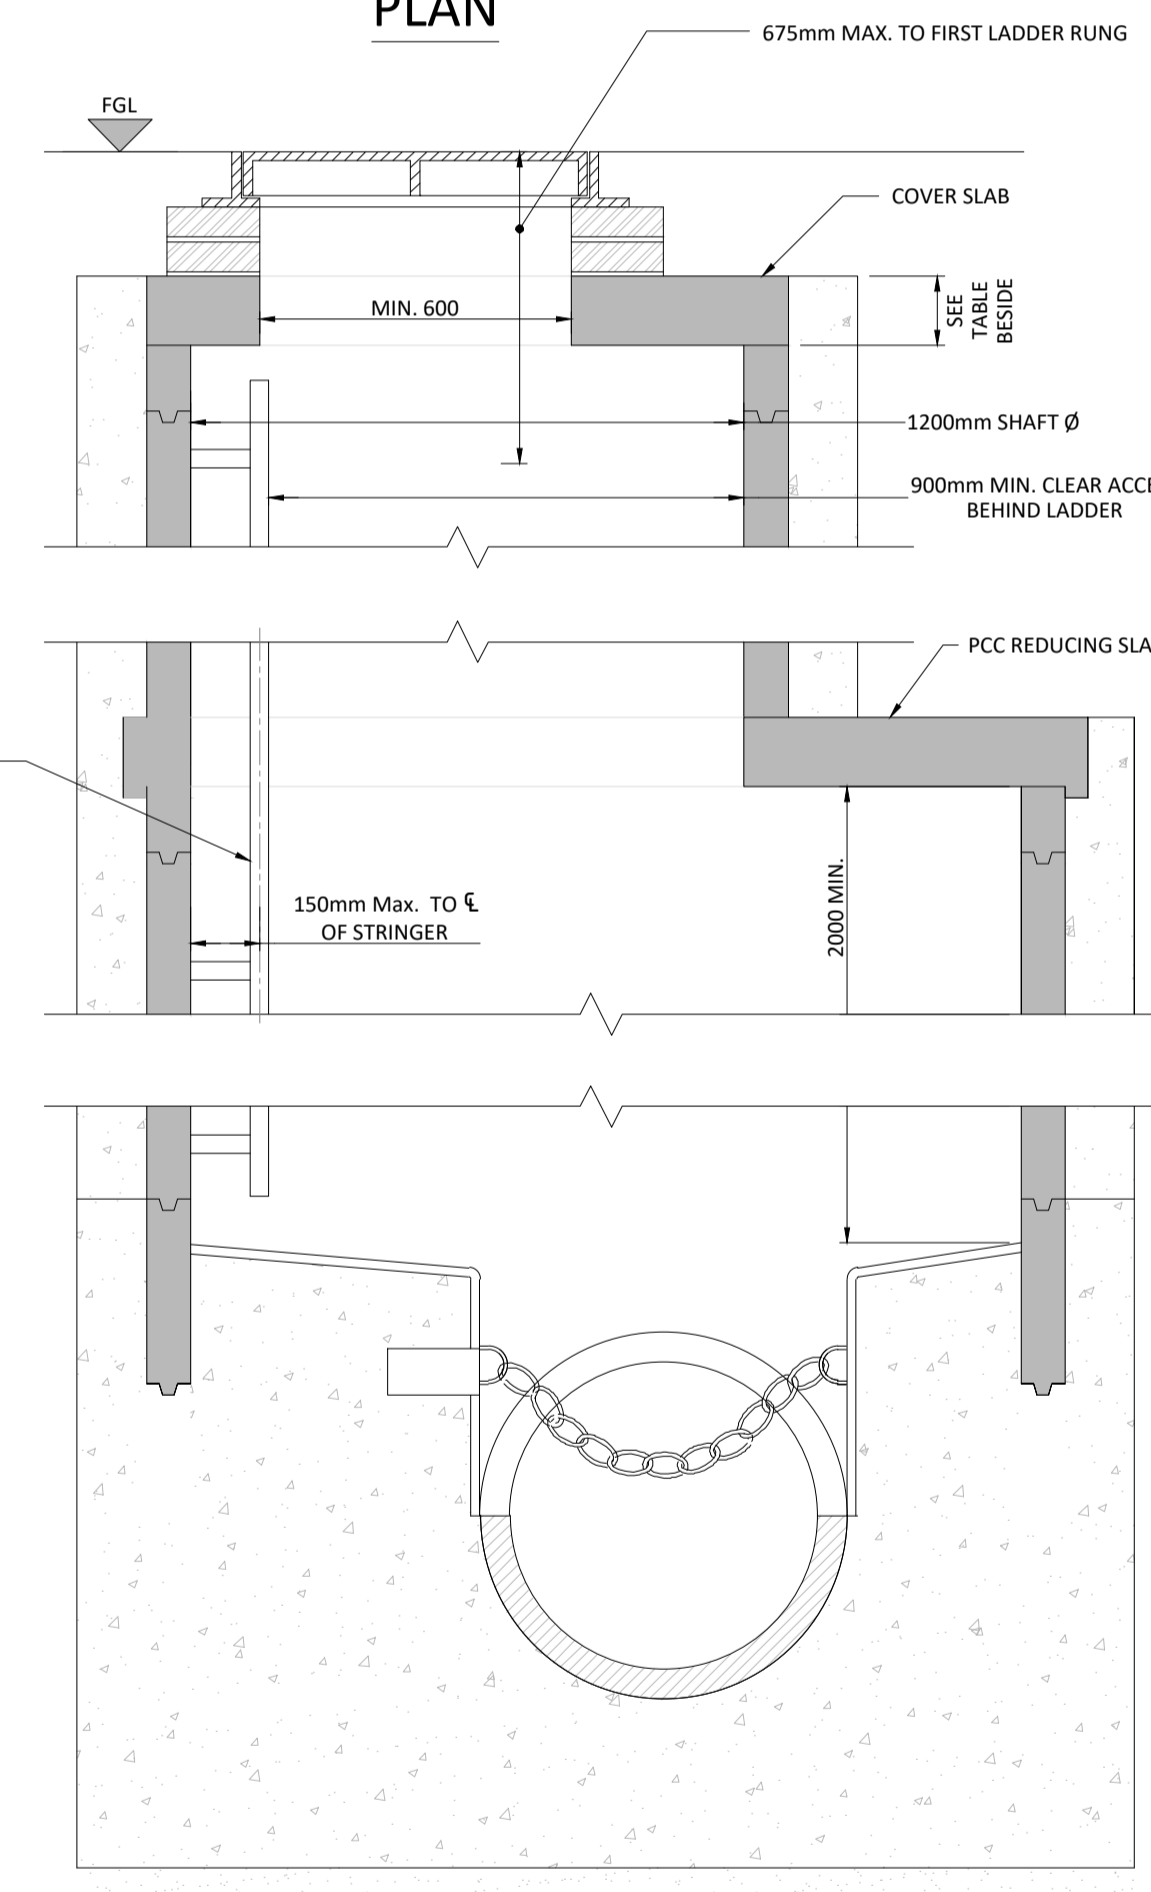 PLAN
675mm MAX. TO FIRST LADDER RUNG
FGL
COVER SLAB
SEE
TABLE
BESIDE
MIN. 600
1200mm SHAFT Ø
900mm MIN. CLEAR ACCE
BEHIND LADDER
PCC REDUCING SLA
150mm Max. TO ℄
OF STRINGER
2000 MIN.